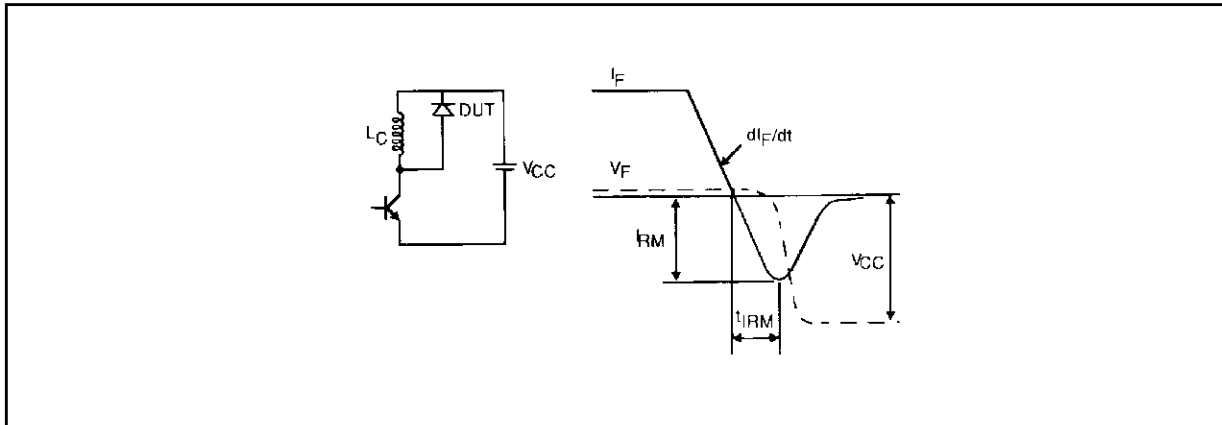 DUT
LC
VCC
IF
dIF/dt
VF
IRM
VCC
tIRM